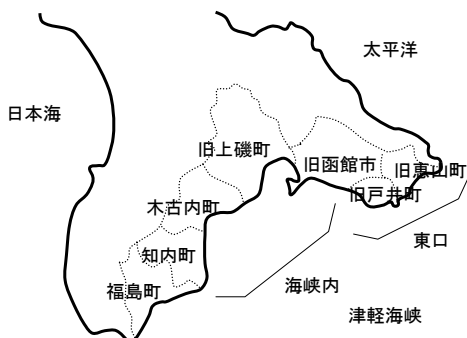 太平洋
日本海
旧上磯町
旧函館市
旧恵山町
旧戸井町
木古内町
東口
知内町
海峡内
福島町
津軽海峡